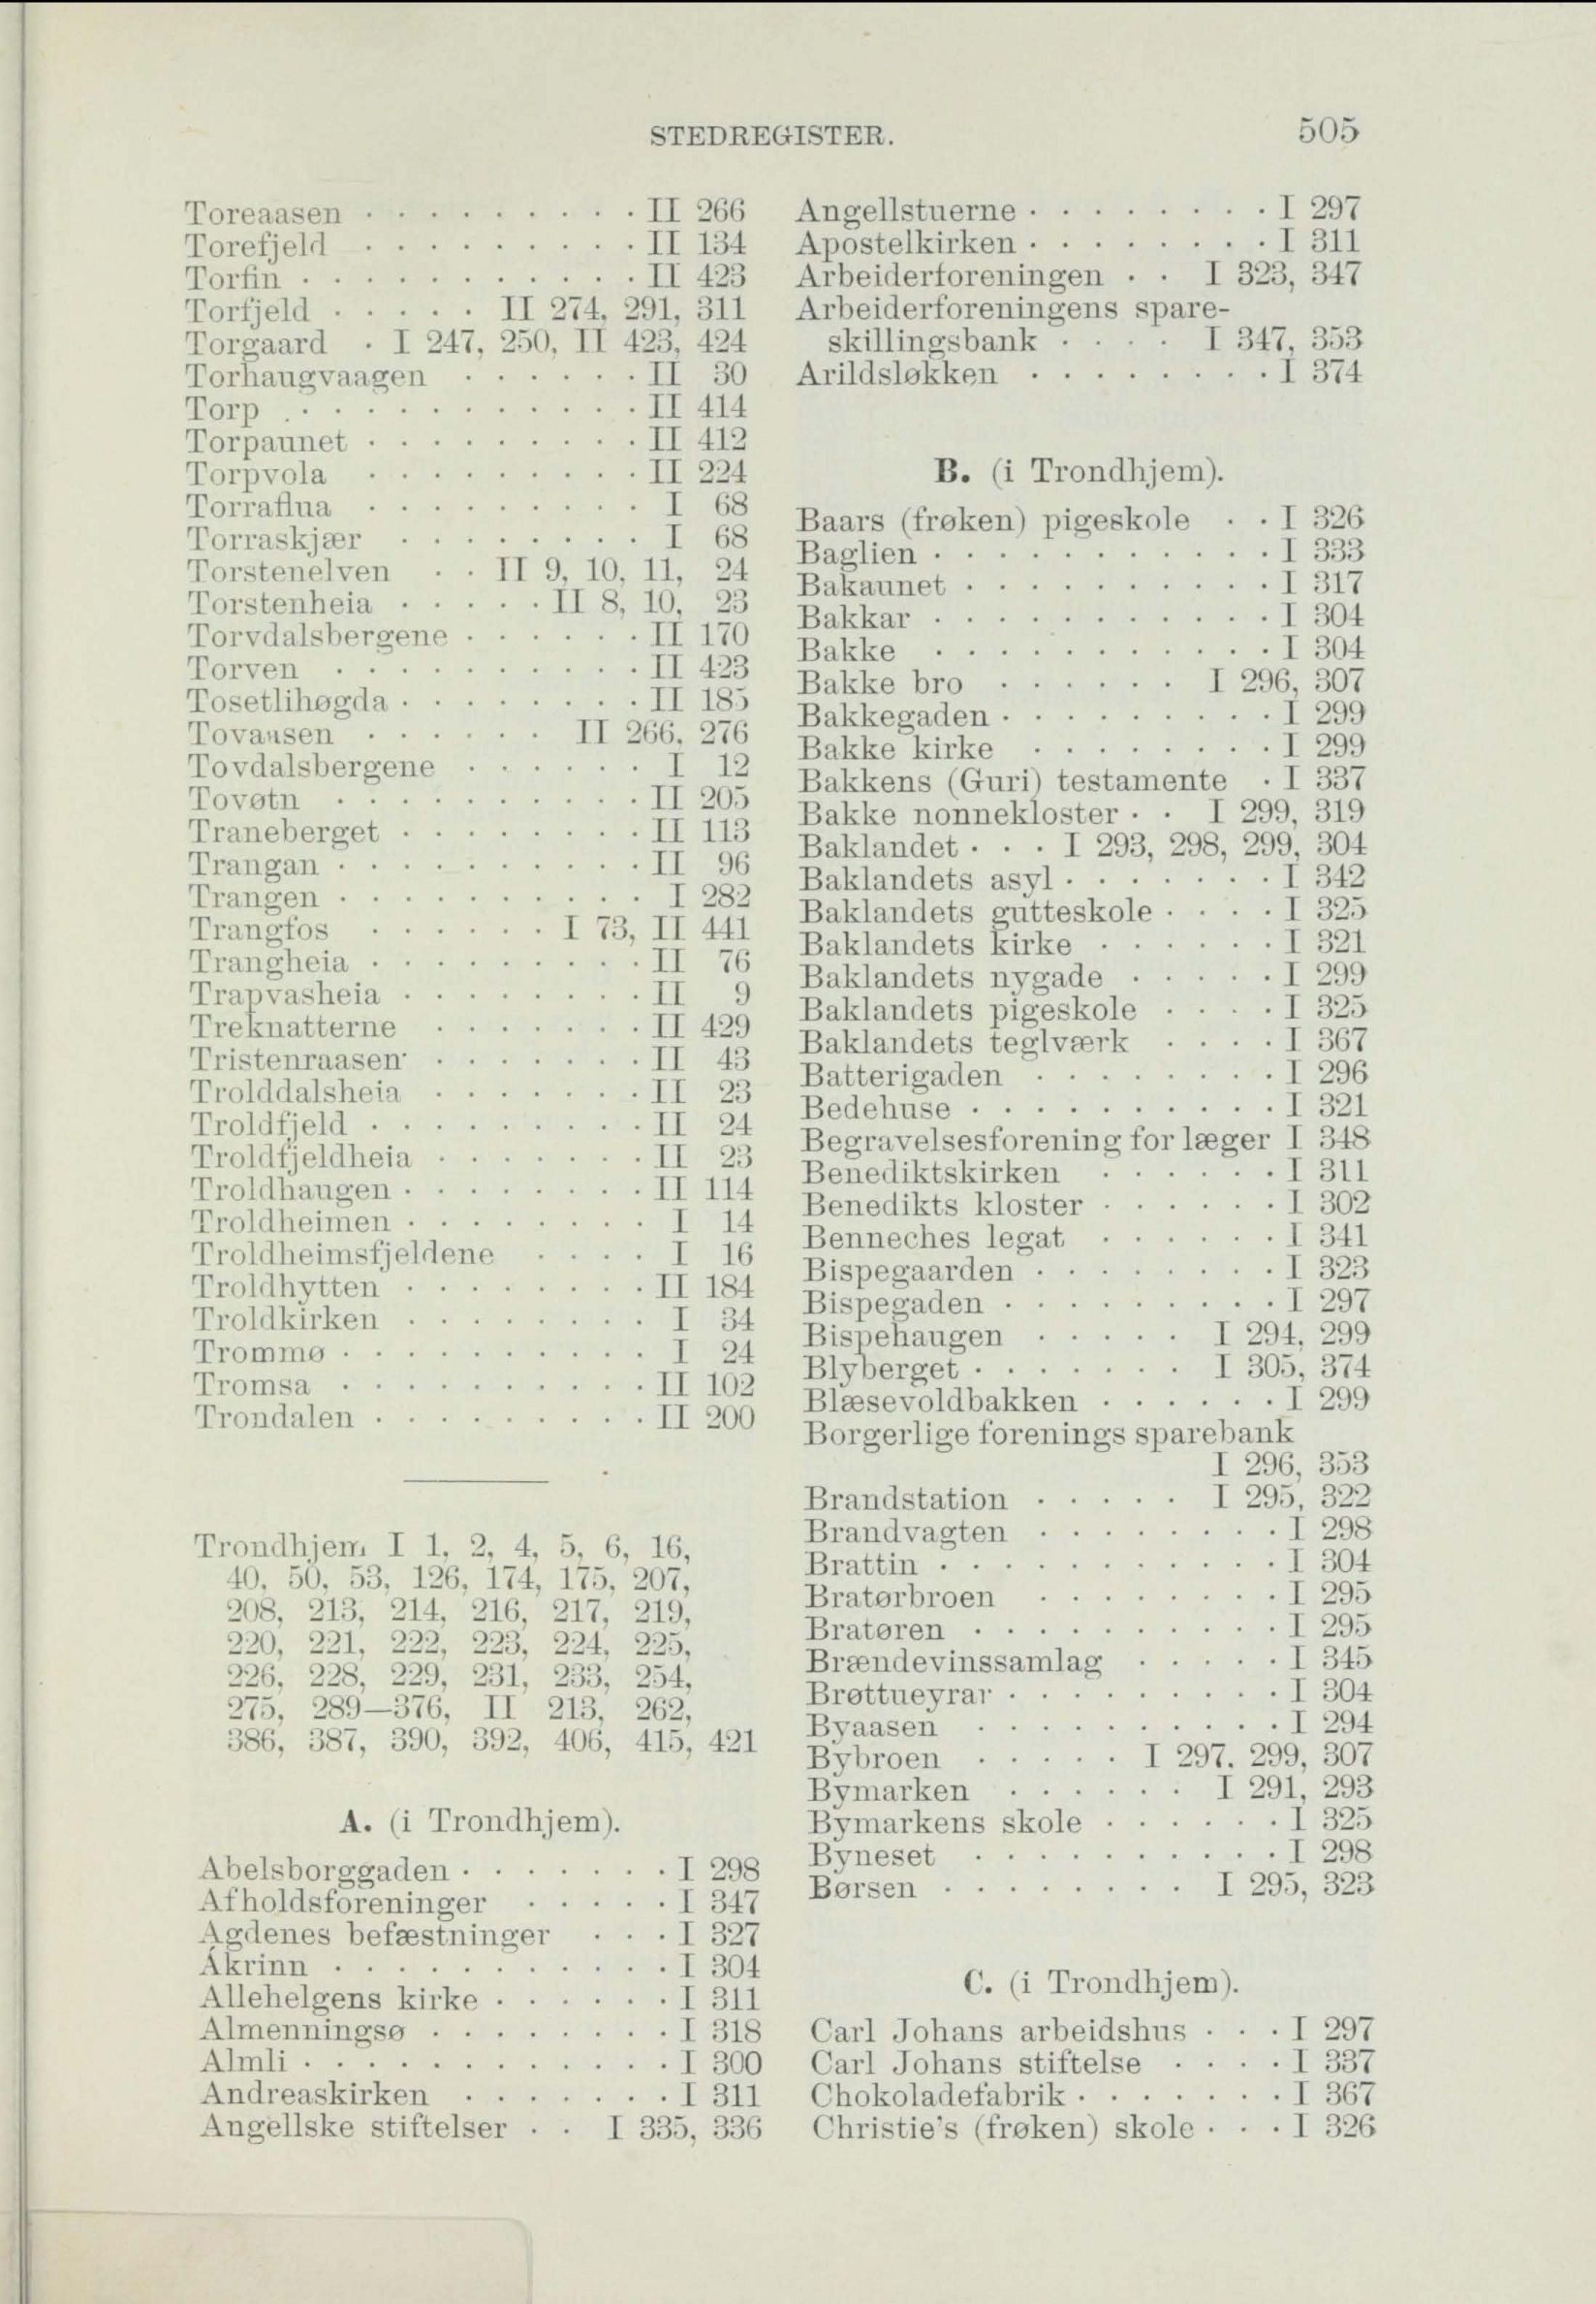 STEDREGISTER.
505
Toreaasen . . . . . . . . . . II 266
Torefjeld . . . . . . . . . . II 134
Torfin . . . . . . . . . . . . II 423
Torfjeld . . . . . II 274, 291, 311
Torgaard . I 247, 250, II 423, 424
Torhaugvaagen . . . . . . II 30
Torp . . . . . . . . . . . . II 414
Torpaunet . . . . . . . . . . II 412
Torpvola . . . . . . . . . . II 224
Torraflua . . . . . . . . . . I 68
Torraskjær . . . . . . . . . I 68
Torstenelven . . II 9, 10, 11, 24
Torstenheia . . . . . II 8, 10, 23
Torvdalsbergene . . . . . . II 170
Torven . . . . . . . . . . . II 423
Tosetlihøgda . . . . . . . . . II 185
Tovausen . . . . . . II 266, 276
Tovdalsbergene . . . . . . I 12
Tovøtn . . . . . . . . . . . II 205
Traneberget . . . . . . . . . II 113
Trangan . . . . . . . . . . . II 96
Trangen . . . . . . . . . . . I 282
Trangfos . . . . . . I 73, II 441
Trangheia . . . . . . . . . . II 76
Trapvasheia . . . . . . . . . II 9
Treknatterne . . . . . . . . II 429
Tristenraasen . . . . . . . . II 43
Trolddalsheia . . . . . . . . II 23
Troldfjeld . . . . . . . . . . II 24
Troldfjeldheia . . . . . . . . II 23
Troldhaugen . . . . . . . . . II 114
Troldheimen . . . . . . . . . I 14
Troldheimsfjeldene . . . . I 16
Troldhytten . . . . . . . . . II 184
Troldkirken . . . . . . . . . I 34
Trommø . . . . . . . . . . . I 24
Tromsa . . . . . . . . . . . II 102
Trondalen . . . . . . . . . . II 200
Trondhjem I 1, 2, 4, 5, 6, 16,
40, 50, 53, 126, 174, 175, 207,
208, 213, 214, 216, 217, 219,
220, 221, 222, 223, 224, 225,
226, 228, 229, 231, 233, 254,
275, 289—376, II 213, 262,
386, 387, 390, 392, 406, 415, 421
A. (i Trondhjem).
Abelsborggaden . . . . . . . I 298
Afholdsforeninger . . . . . I 347
Agdenes befæstninger . . . I 327
Åkrinn . . . . . . . . . . . I 304
Allehelgens kirke . . . . . . I 311
Almenningsø . . . . . . . . I 318
Almli . . . . . . . . . . . . I 300
Andreaskirken . . . . . . . I 311
Angellske stiftelser . . I 335, 336
Angellstuerne . . . . . . . . I 297
Apostelkirken . . . . . . . . I 311
Arbeiderforeningen . . I 323, 347
Arbeiderforeningens spare-
skillingsbank . . . . I 347, 353
Arildsløkken . . . . . . . . I 374
B. (i Trondhjem).
Baars (frøken) pigeskole . . I 326
Baglien . . . . . . . . . . . I 333
Bakaunet . . . . . . . . . . I 317
Bakkar . . . . . . . . . . . I 304
Bakke . . . . . . . . . . . I 304
Bakke bro . . . . . . I 296, 307
Bakkegaden . . . . . . . . . I 299
Bakke kirke . . . . . . . . I 299
Bakkens (Guri) testamente . I 337
Bakke nonnekloster . . I 299, 319
Baklandet . . . I 293, 298, 299, 304
Baklandets asyl . . . . . . . I 342
Baklandets gutteskole . . . . I 325
Baklandets kirke . . . . . . I 321
Baklandets nygade . . . . . I 299
Baklandets pigeskole . . . . I 325
Baklandets teglværk . . . . I 367
Batterigaden . . . . . . . . I 296
Bedehuse . . . . . . . . . . I 321
Begravelsesforening for læger I 348
Benediktskirken . . . . . . I 311
Benedikts kloster . . . . . . I 302
Benneches legat . . . . . . I 341
Bispegaarden . . . . . . . . I 323
Bispegaden . . . . . . . . . I 297
Bispehaugen . . . . . I 294, 299
Blyberget . . . . . . . I 305, 374
Blæsevoldbakken . . . . . . I 299
Borgerlige forenings sparebank
I 296, 353
Brandstation . . . . . I 295, 322
Brandvagten . . . . . . . . I 298
Brattin . . . . . . . . . . . I 304
Bratørbroen . . . . . . . . I 295
Bratøren . . . . . . . . . . I 295
Brændevinssamlag . . . . . I 345
Brøttueyrar . . . . . . . . . I 304
Byaasen . . . . . . . . . . I 294
Bybroen . . . . . I 297, 299, 307
Bymarken . . . . . . I 291, 293
Bymarkens skole . . . . . . I 325
Byneset . . . . . . . . . . I 298
Børsen . . . . . . . . I 295, 323
C. (i Trondhjem).
Carl Johans arbeidshus . . . I 297
Carl Johans stiftelse . . . . I 337
Chokoladefabrik . . . . . . . I 367
Christie's (frøken) skole . . . I 326